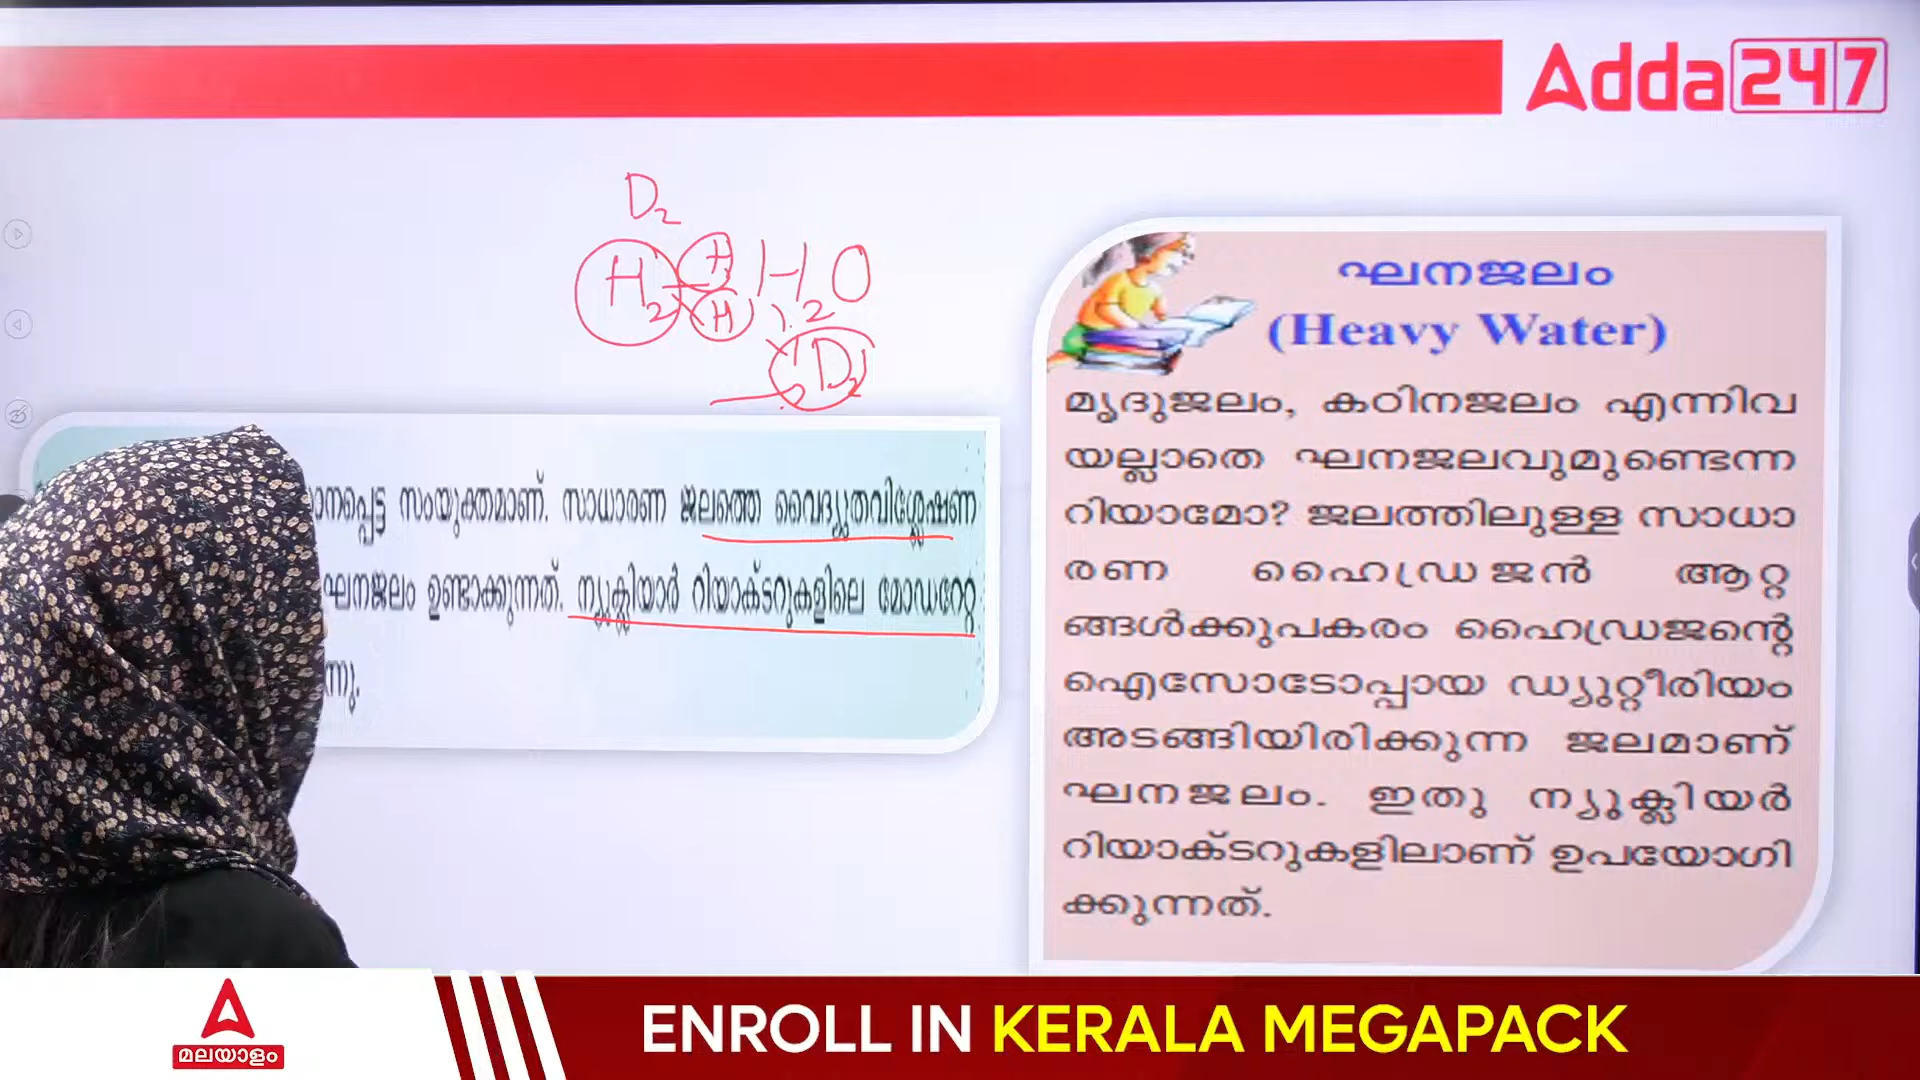 Adda247
D₂
H₂ H H₂O
H
D₂
ഘനജലം
(Heavy Water)
മൃദുജലം, കഠിനജലം എന്നിവ
യല്ലാതെ ഘനജലവുമുണ്ടെന്ന
റിയാമോ? ജലത്തിലുള്ള സാധാ
രണ ഹൈഡ്രജൻ ആറ്റ
ങ്ങൾക്കുപകരം ഹൈഡ്രജന്റെ
ഐസോടോപ്പായ ഡ്യുറ്റീരിയം
അടങ്ങിയിരിക്കുന്ന ജലമാണ്
ഘനജലം. ഇതു ന്യൂക്ലിയർ
റിയാക്ടറുകളിലാണ് ഉപയോഗി
ക്കുന്നത്.
സംയുക്തമാണ്. സാധാരണ ജലത്തെ വൈദ്യുതവിശ്ലേഷണ
ഘനജലം ഉണ്ടാക്കുന്നത്. ന്യൂക്ലിയാർ റിയാക്ടറുകളിലെ മോഡറേറ്റ
മലയാളം
ENROLL IN KERALA MEGAPACK